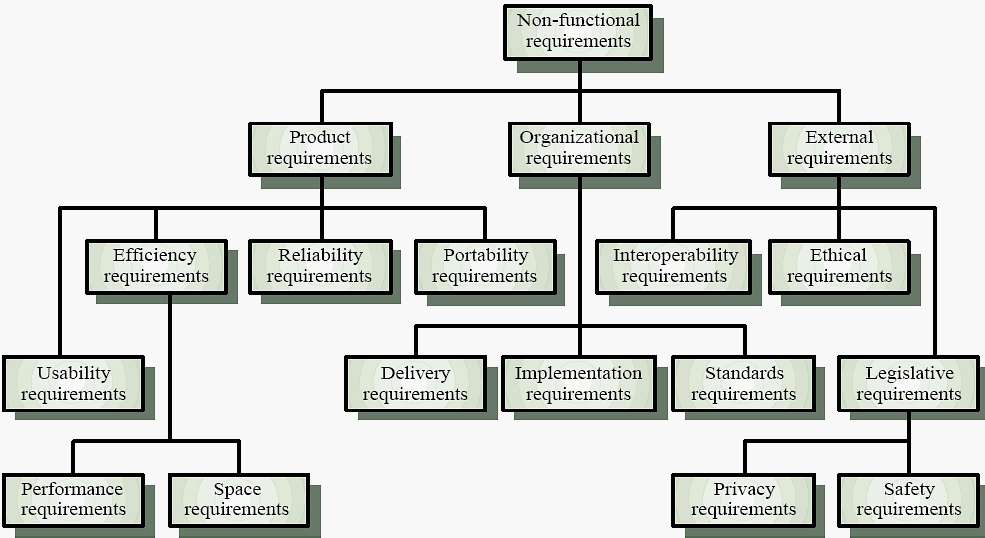 Non-functional
requirements
Product
requirements
Organizational
requirements
External
requirements
Efficiency
requirements
Reliability
requirements
Portability
requirements
Interoperability
requirements
Ethical
requirements
Usability
requirements
Delivery
requirements
Implementation
requirements
Standards
requirements
Legislative
requirements
Performance
requirements
Space
requirements
Privacy
requirements
Safety
requirements